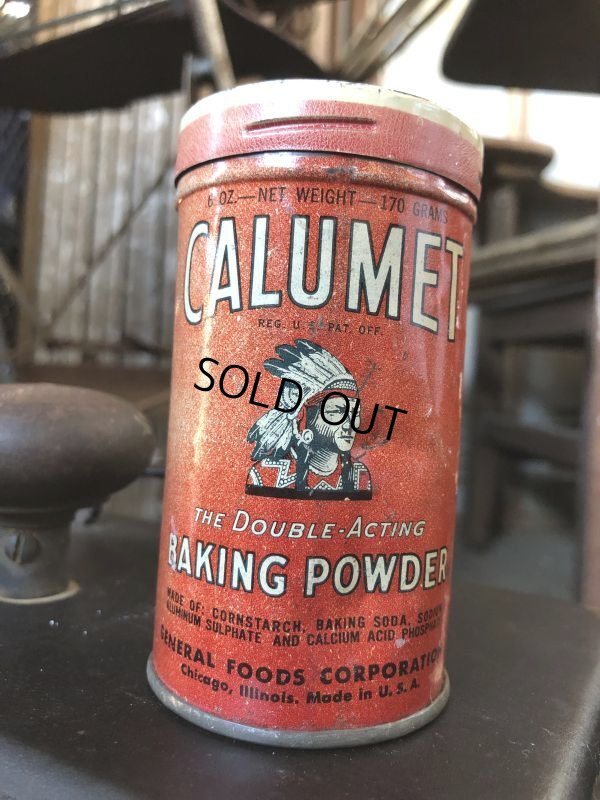 6 OZ.—NET WEIGHT—170 GRAMS
CALUMET
REG. U. S. PAT. OFF.
SOLD OUT
THE DOUBLE-ACTING
BAKING POWDER
MADE OF: CORNSTARCH, BAKING SODA, SODIUM
ALUMINUM SULPHATE AND CALCIUM ACID PHOSPHATE
GENERAL FOODS CORPORATION
Chicago, Illinois. Made in U. S. A.